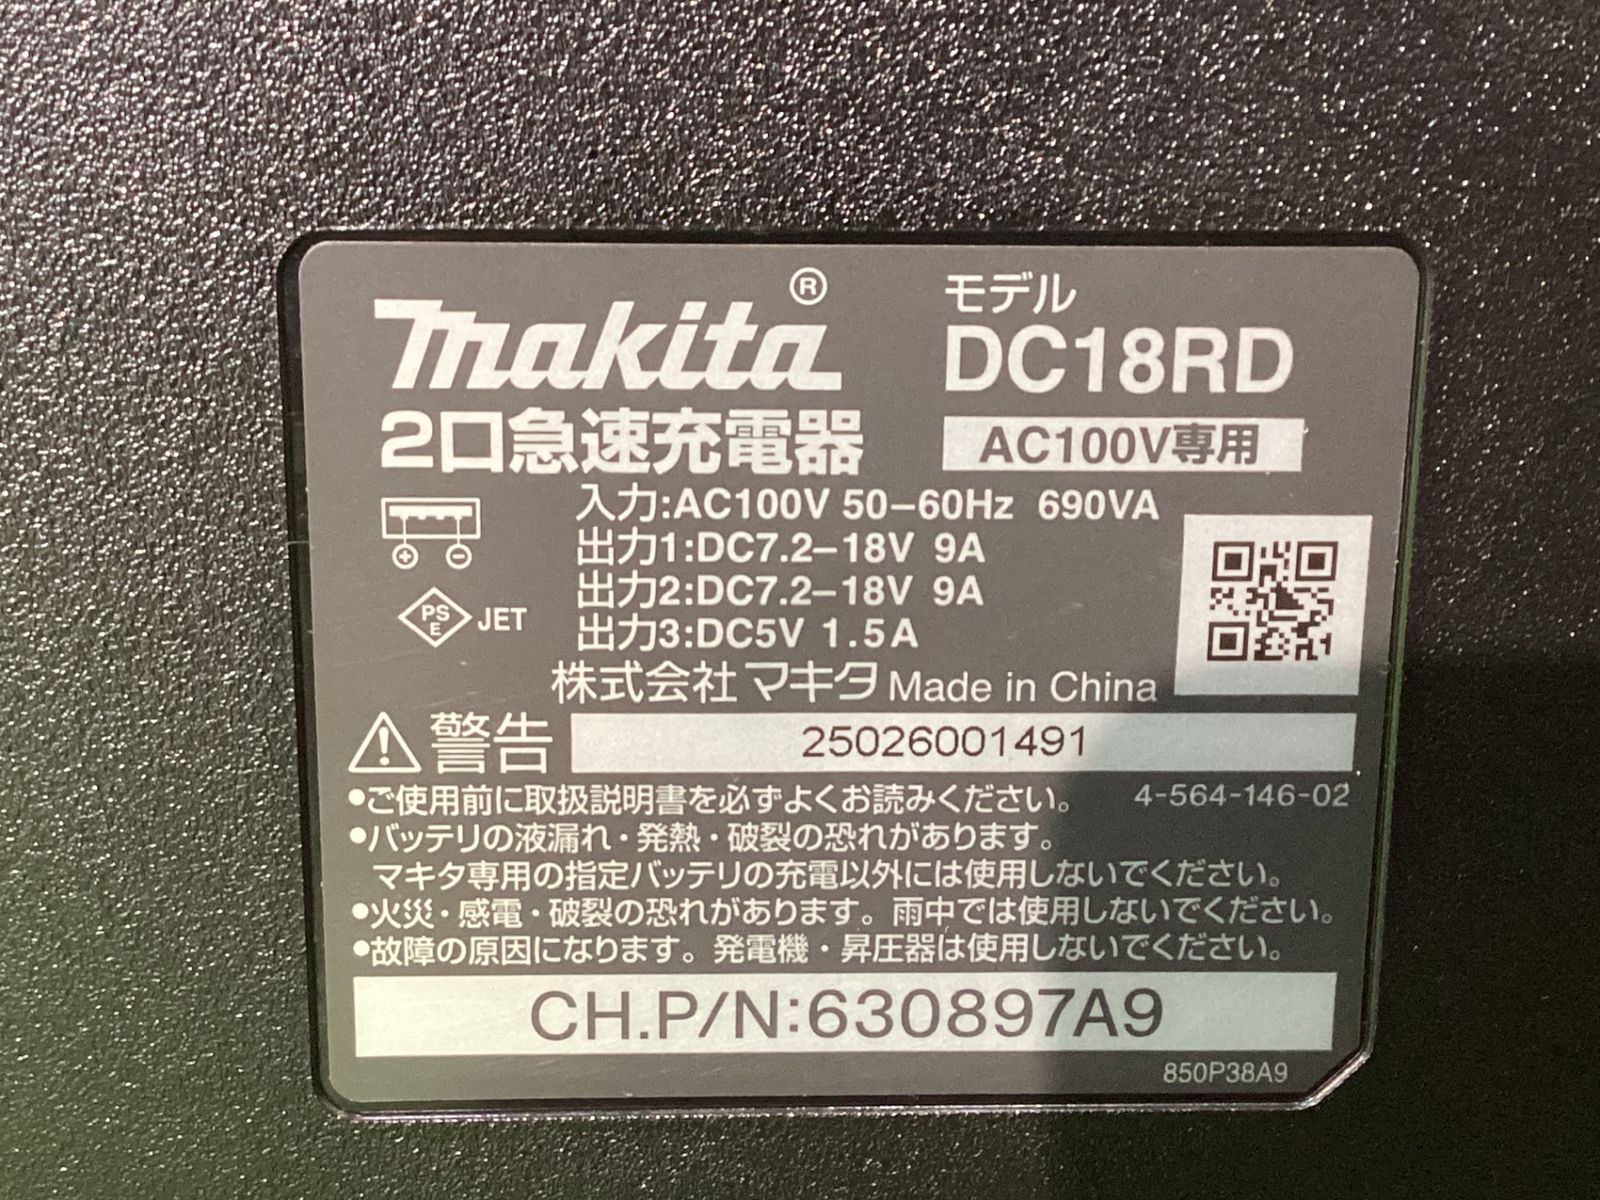 makita®
モデル
DC18RD
2口急速充電器
AC100V専用
入力:AC100V 50–60Hz 690VA
出力1:DC7.2–18V 9A
出力2:DC7.2–18V 9A
出力3:DC5V 1.5A
PS
E
JET
株式会社マキタ Made in China
警告
25026001491
●ご使用前に取扱説明書を必ずよくお読みください。 4-564-146-02
●バッテリの液漏れ・発熱・破裂の恐れがあります。
マキタ専用の指定バッテリの充電以外には使用しないでください。
●火災・感電・破裂の恐れがあります。雨中では使用しないでください。
●故障の原因になります。発電機・昇圧器は使用しないでください。
CH.P/N:630897A9
850P38A9